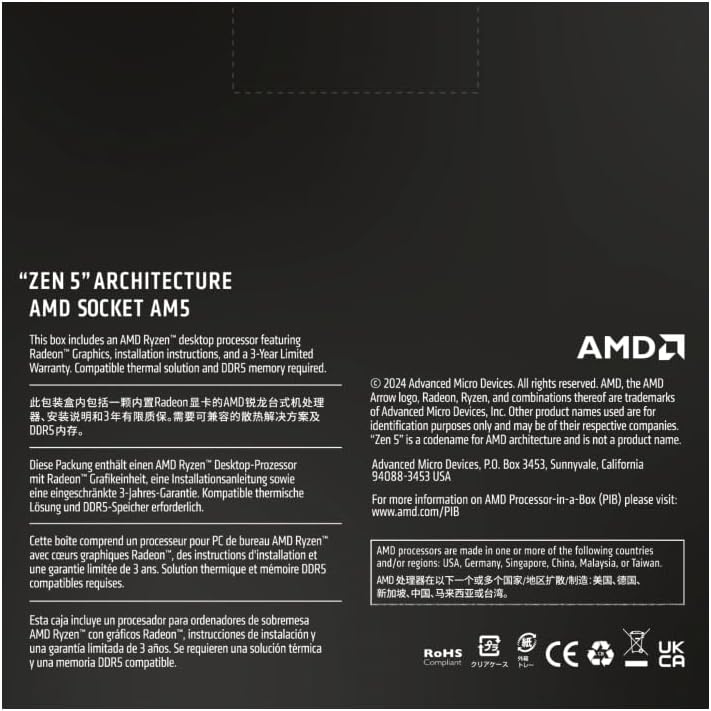 “ZEN 5” ARCHITECTURE
AMD SOCKET AM5
This box includes an AMD Ryzen™ desktop processor featuring
Radeon™ Graphics, installation instructions, and a 3-Year Limited
Warranty. Compatible thermal solution and DDR5 memory required.
此包装盒内包括一颗内置Radeon显卡的AMD锐龙台式机处理
器、安装说明和3年有限质保。需要可兼容的散热解决方案及
DDR5内存。
Diese Packung enthält einen AMD Ryzen™ Desktop-Prozessor
mit Radeon™ Grafikeinheit, eine Installationsanleitung sowie
eine eingeschränkte 3-Jahres-Garantie. Kompatible thermische
Lösung und DDR5-Speicher erforderlich.
Cette boîte comprend un processeur pour PC de bureau AMD Ryzen™
avec cœurs graphiques Radeon™, des instructions d'installation et
une garantie limitée de 3 ans. Solution thermique et mémoire DDR5
compatibles requises.
Esta caja incluye un procesador para ordenadores de sobremesa
AMD Ryzen™ con gráficos Radeon™, instrucciones de instalación y
una garantía limitada de 3 años. Se requieren una solución térmica
y una memoria DDR5 compatible.
AMD
© 2024 Advanced Micro Devices. All rights reserved. AMD, the AMD
Arrow logo, Radeon, Ryzen, and combinations thereof are trademarks
of Advanced Micro Devices, Inc. Other product names used are for
identification purposes only and may be of their respective companies.
“Zen 5” is a codename for AMD architecture and is not a product name.
Advanced Micro Devices, P.O. Box 3453, Sunnyvale, California
94088-3453 USA
For more information on AMD Processor-in-a-Box (PIB) please visit:
www.amd.com/PIB
AMD processors are made in one or more of the following countries
and/or regions: USA, Germany, Singapore, China, Malaysia, or Taiwan.
AMD 处理器在以下一个或多个国家/地区扩散/制造：美国、德国、
新加坡、中国、马来西亚或台湾。
RoHS
Compliant
プラ
クリアケース
紙
外箱
トレー
CE
UK
CA